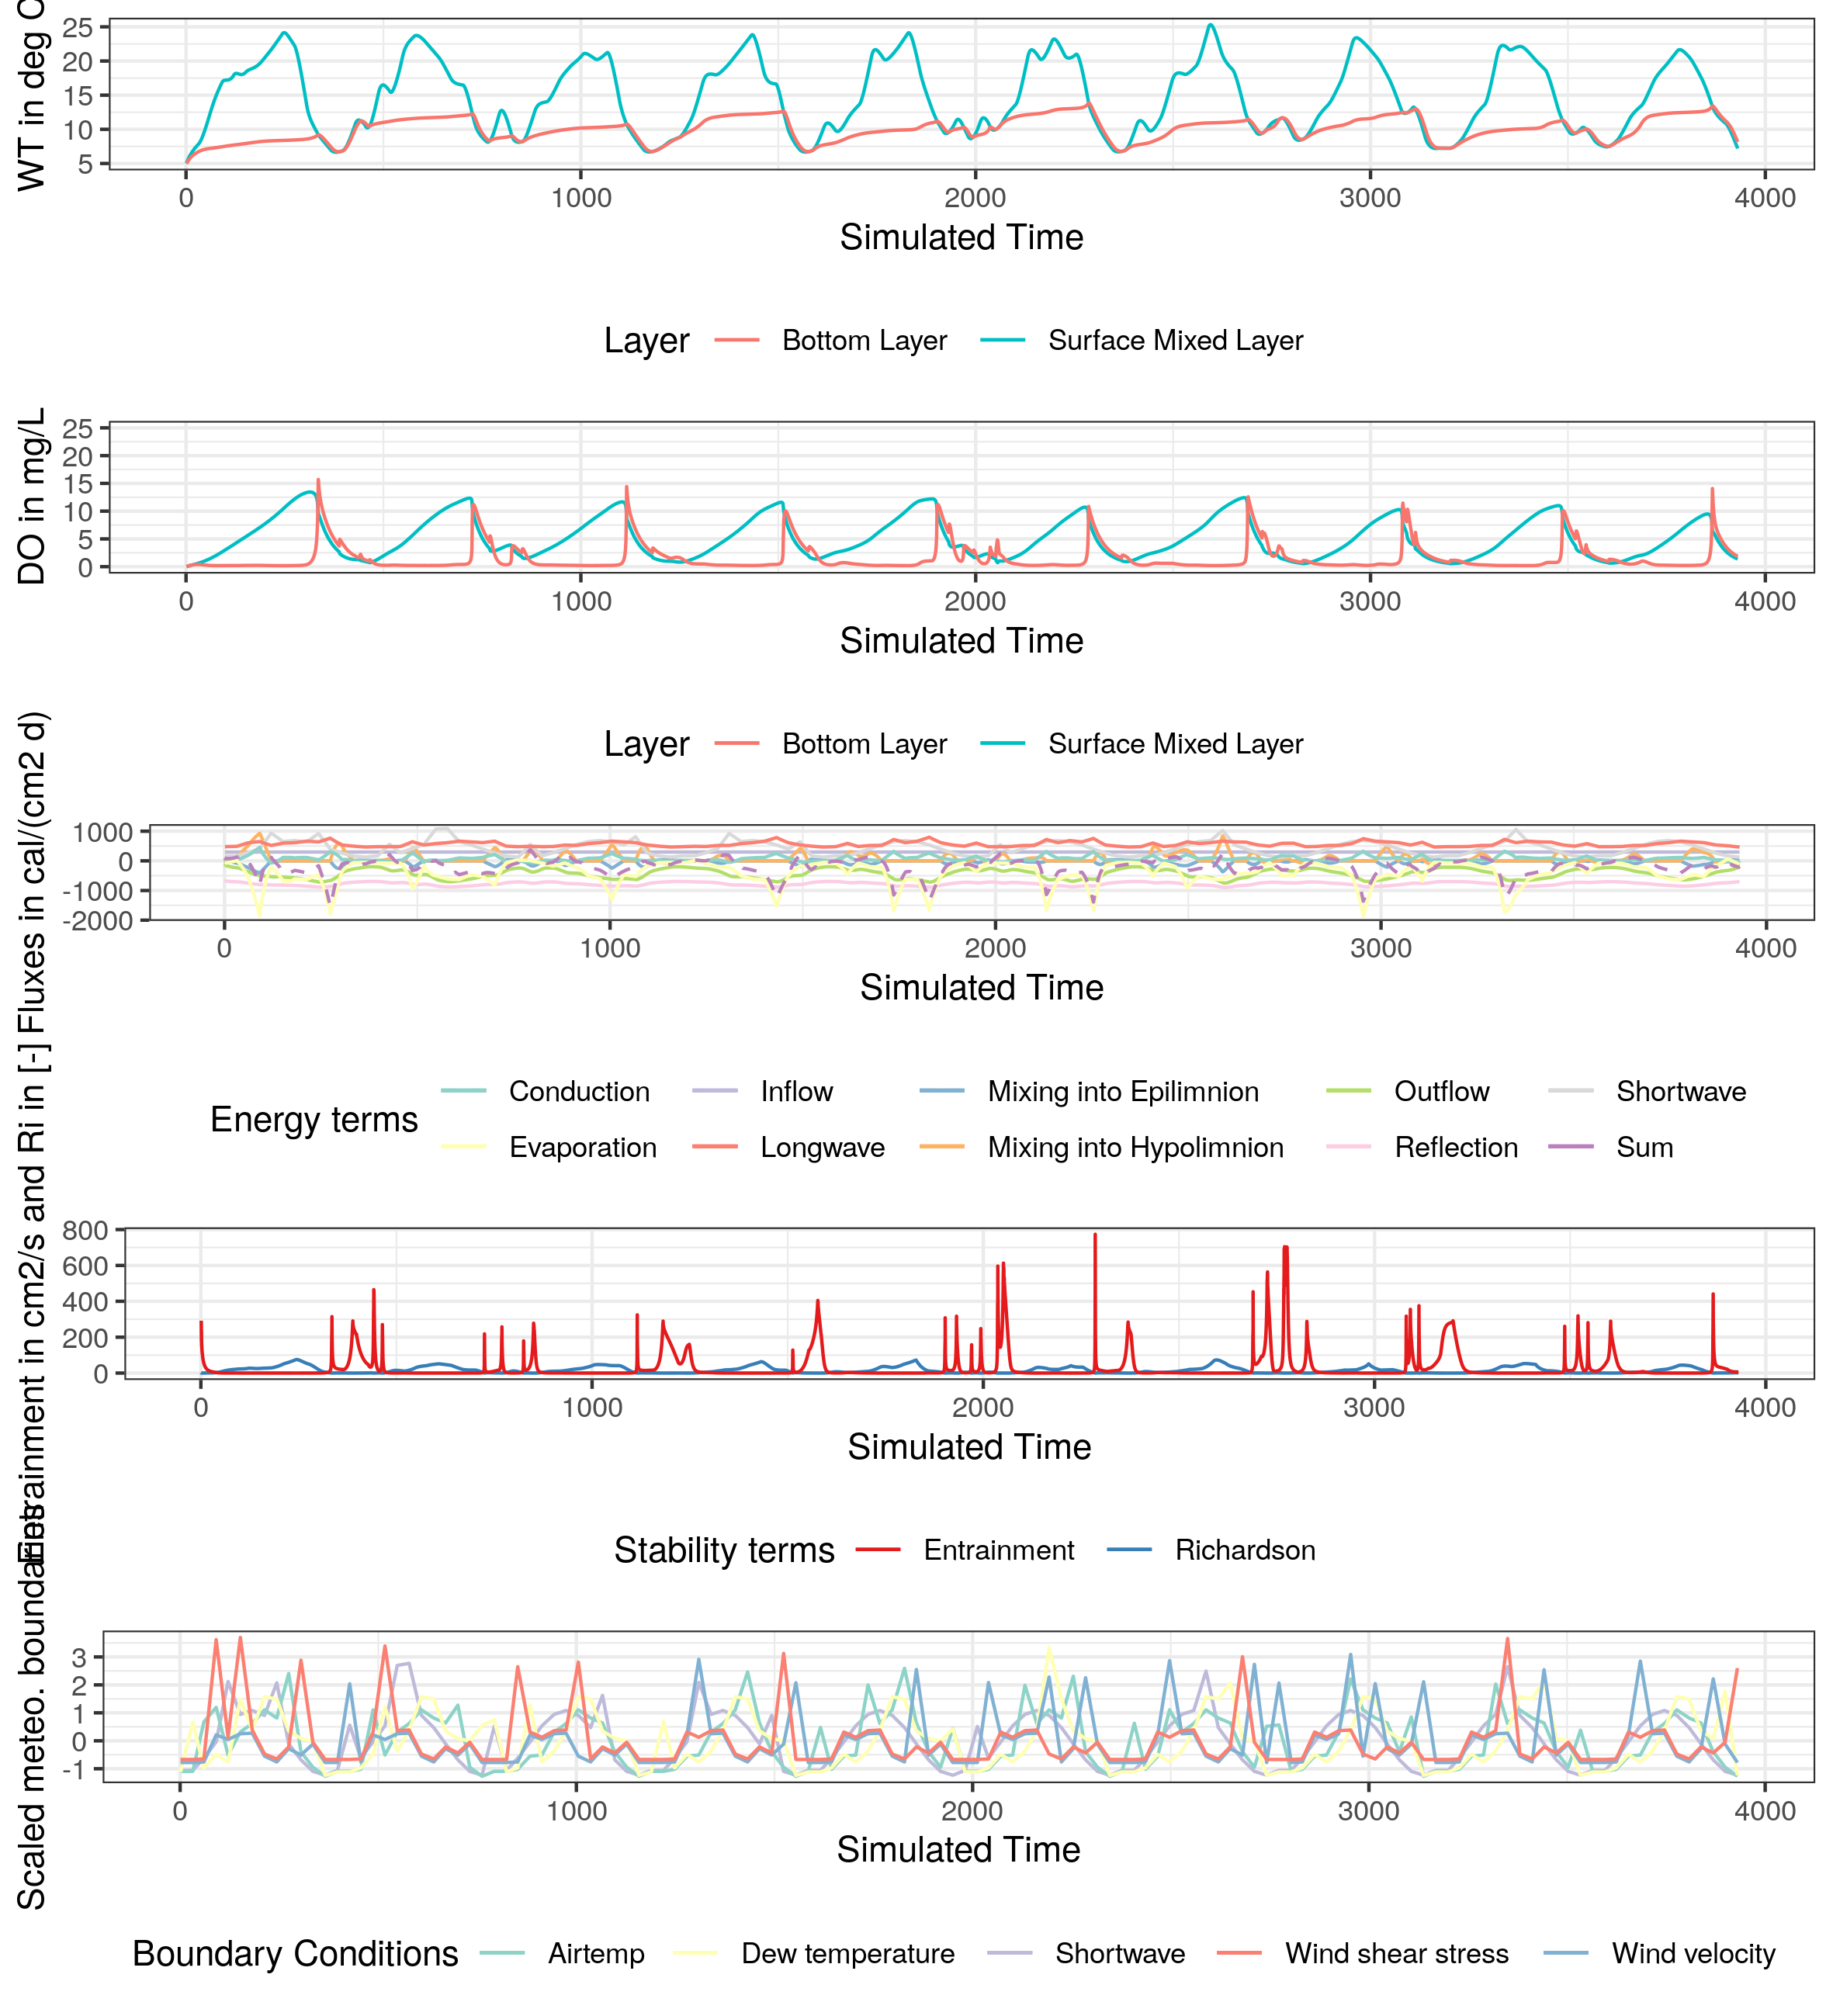 WT in deg C
25
20
15
10
5
0 1000 2000 3000 4000
Simulated Time
Layer Bottom Layer Surface Mixed Layer
DO in mg/L
25
20
15
10
5
0
0 1000 2000 3000 4000
Simulated Time
Layer Bottom Layer Surface Mixed Layer
Fluxes in cal/(cm2 d)
1000
0
-1000
-2000
0 1000 2000 3000 4000
Simulated Time
Energy terms
Conduction Inflow Mixing into Epilimnion Outflow Shortwave
Evaporation Longwave Mixing into Hypolimnion Reflection Sum
Entrainment in cm2/s and Ri in [-]
800
600
400
200
0
0 1000 2000 3000 4000
Simulated Time
Stability terms Entrainment Richardson
Scaled meteo. boundaries
3
2
1
0
-1
0 1000 2000 3000 4000
Simulated Time
Boundary Conditions Airtemp Dew temperature Shortwave Wind shear stress Wind velocity